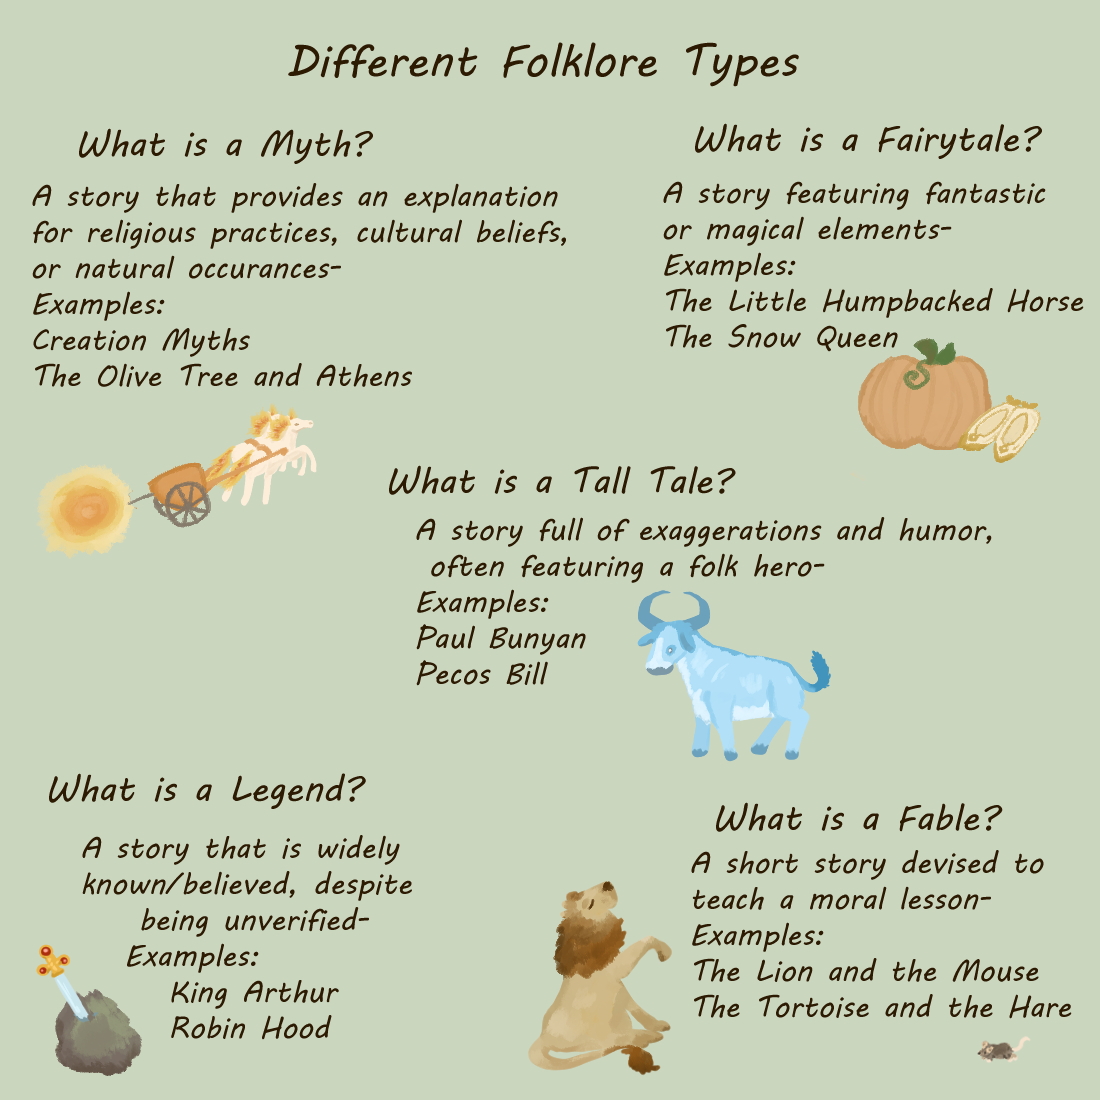 Different Folklore Types
What is a Myth?
A story that provides an explanation
for religious practices, cultural beliefs,
or natural occurances-
Examples:
Creation Myths
The Olive Tree and Athens
What is a Fairytale?
A story featuring fantastic
or magical elements-
Examples:
The Little Humpbacked Horse
The Snow Queen
What is a Tall Tale?
A story full of exaggerations and humor,
often featuring a folk hero-
Examples:
Paul Bunyan
Pecos Bill
What is a Legend?
A story that is widely
known/believed, despite
being unverified-
Examples:
King Arthur
Robin Hood
What is a Fable?
A short story devised to
teach a moral lesson-
Examples:
The Lion and the Mouse
The Tortoise and the Hare